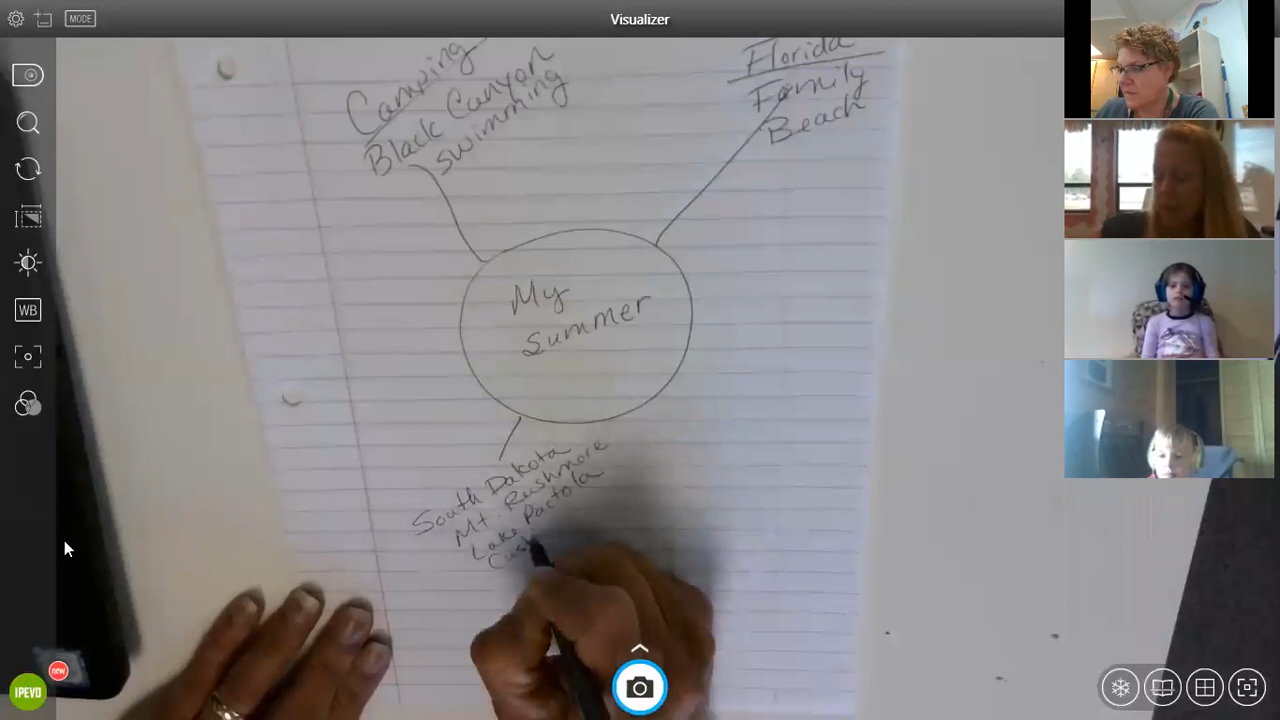 Visualizer
MODE
WB
new
IPEVO
Camping
Black Canyon
swimming
Florida
Family
Beach
My
Summer
South Dakota
Mt. Rushmore
Lake Pactola